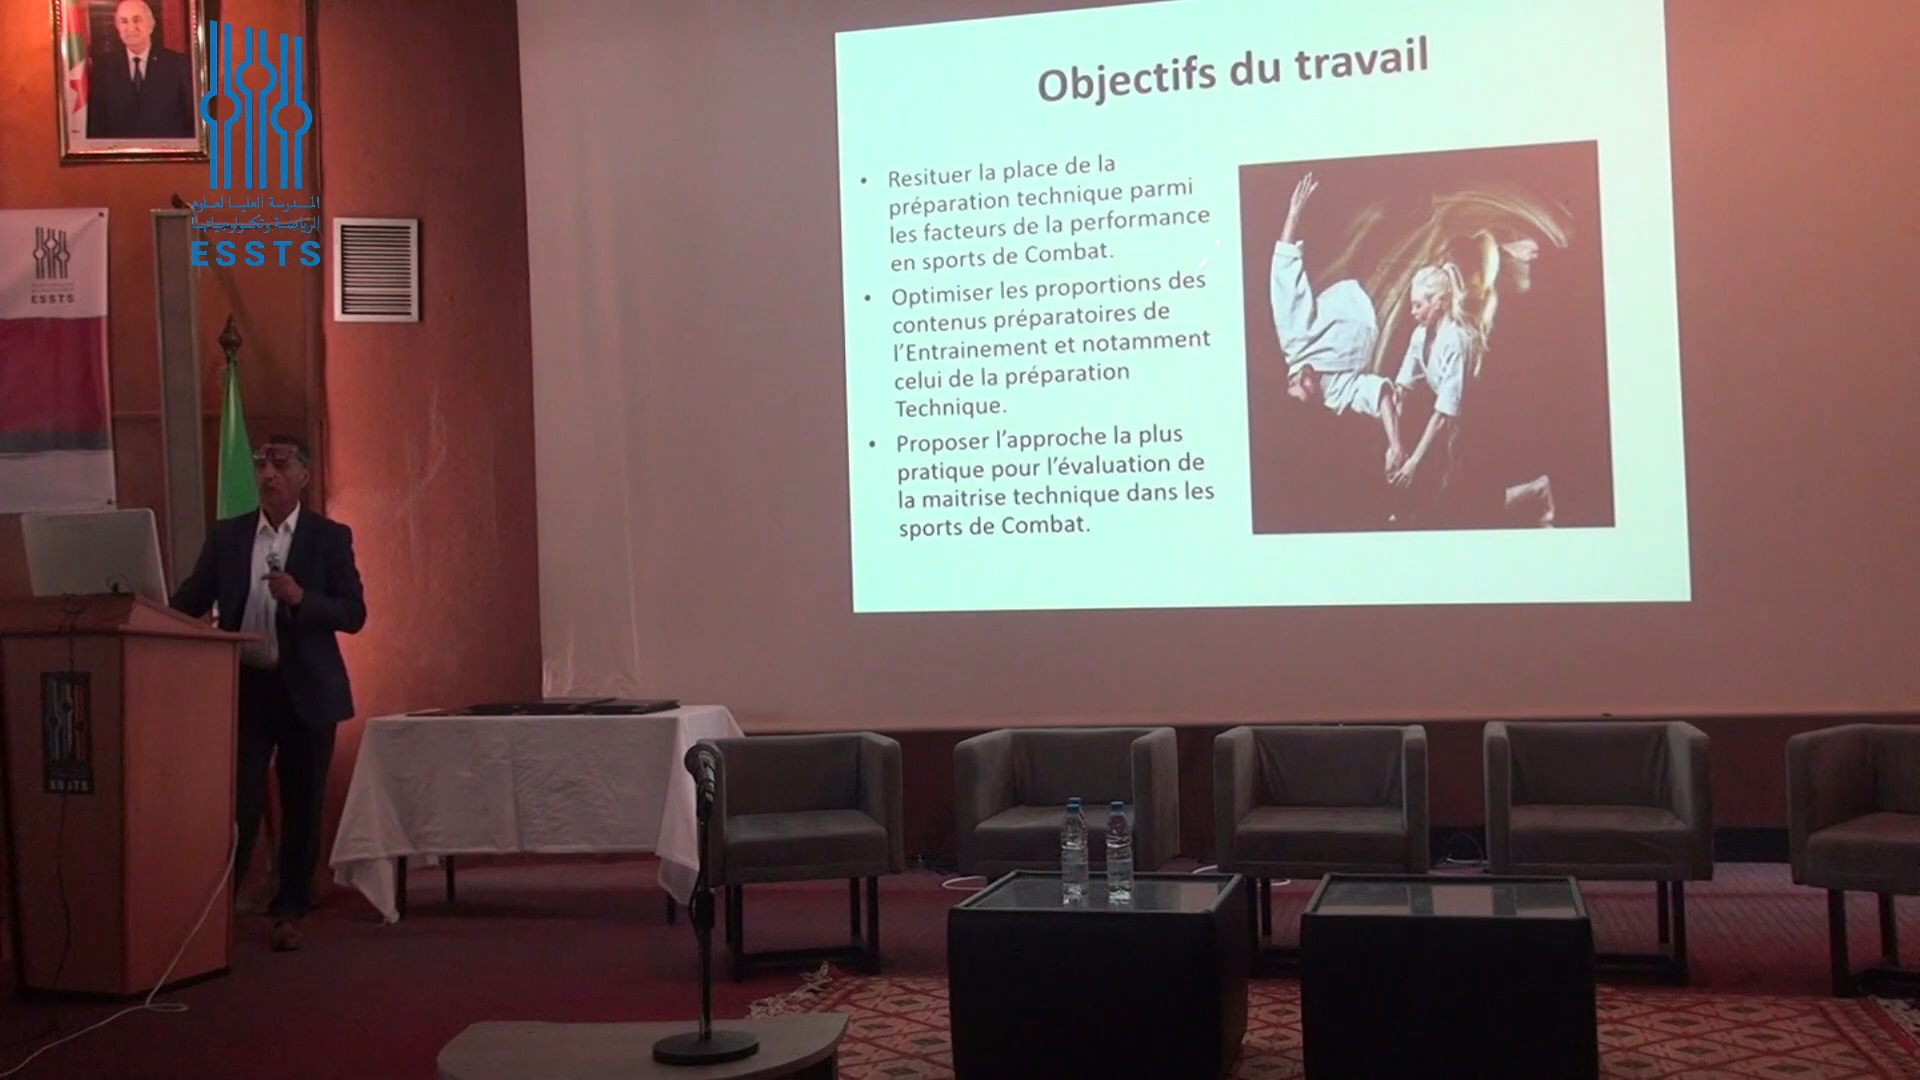 Objectifs du travail
• Resituer la place de la
préparation technique parmi
les facteurs de la performance
en sports de Combat.
• Optimiser les proportions des
contenus préparatoires de
l’Entrainement et notamment
celui de la préparation
Technique.
• Proposer l’approche la plus
pratique pour l’évaluation de
la maitrise technique dans les
sports de Combat.
المدرسة العليا لعلوم
الرياضة وتكنولوجياتها
ESSTS
ESSTS
ESSTS